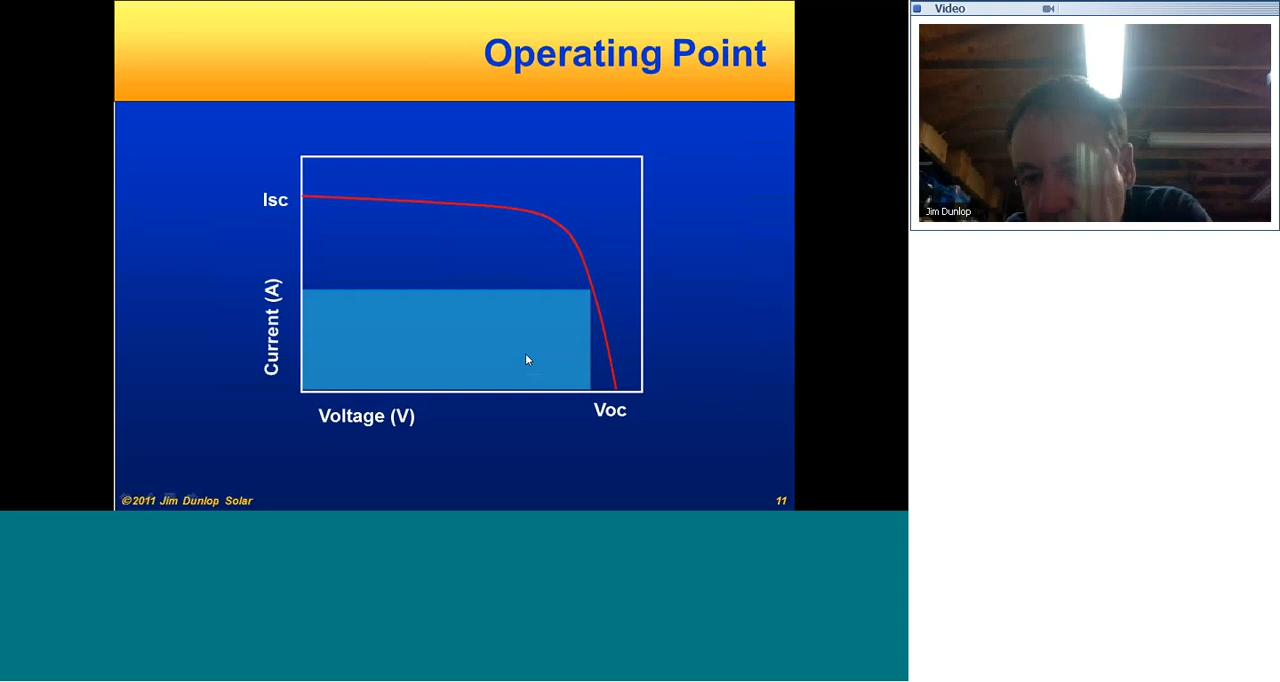 Operating Point
Isc
Current (A)
Voltage (V)
Voc
©2011 Jim Dunlop Solar
11
Video
Jim Dunlop